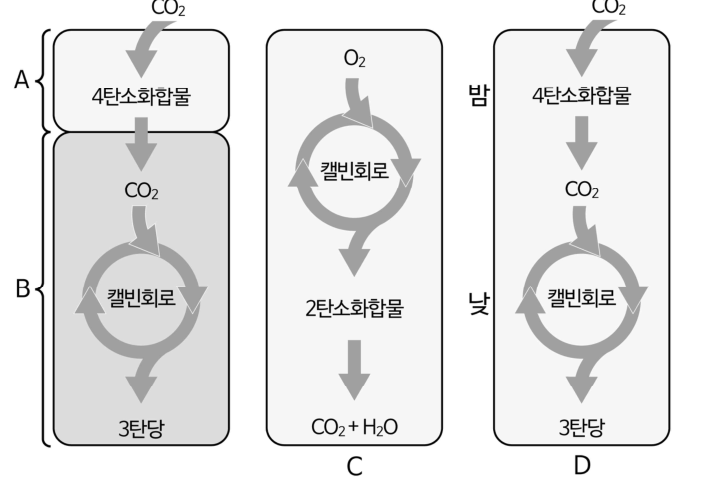 CO₂
A
4탄소화합물
CO₂
B
캘빈회로
3탄당
O₂
캘빈회로
2탄소화합물
CO₂ + H₂O
C
CO₂
밤
4탄소화합물
CO₂
낮
캘빈회로
3탄당
D